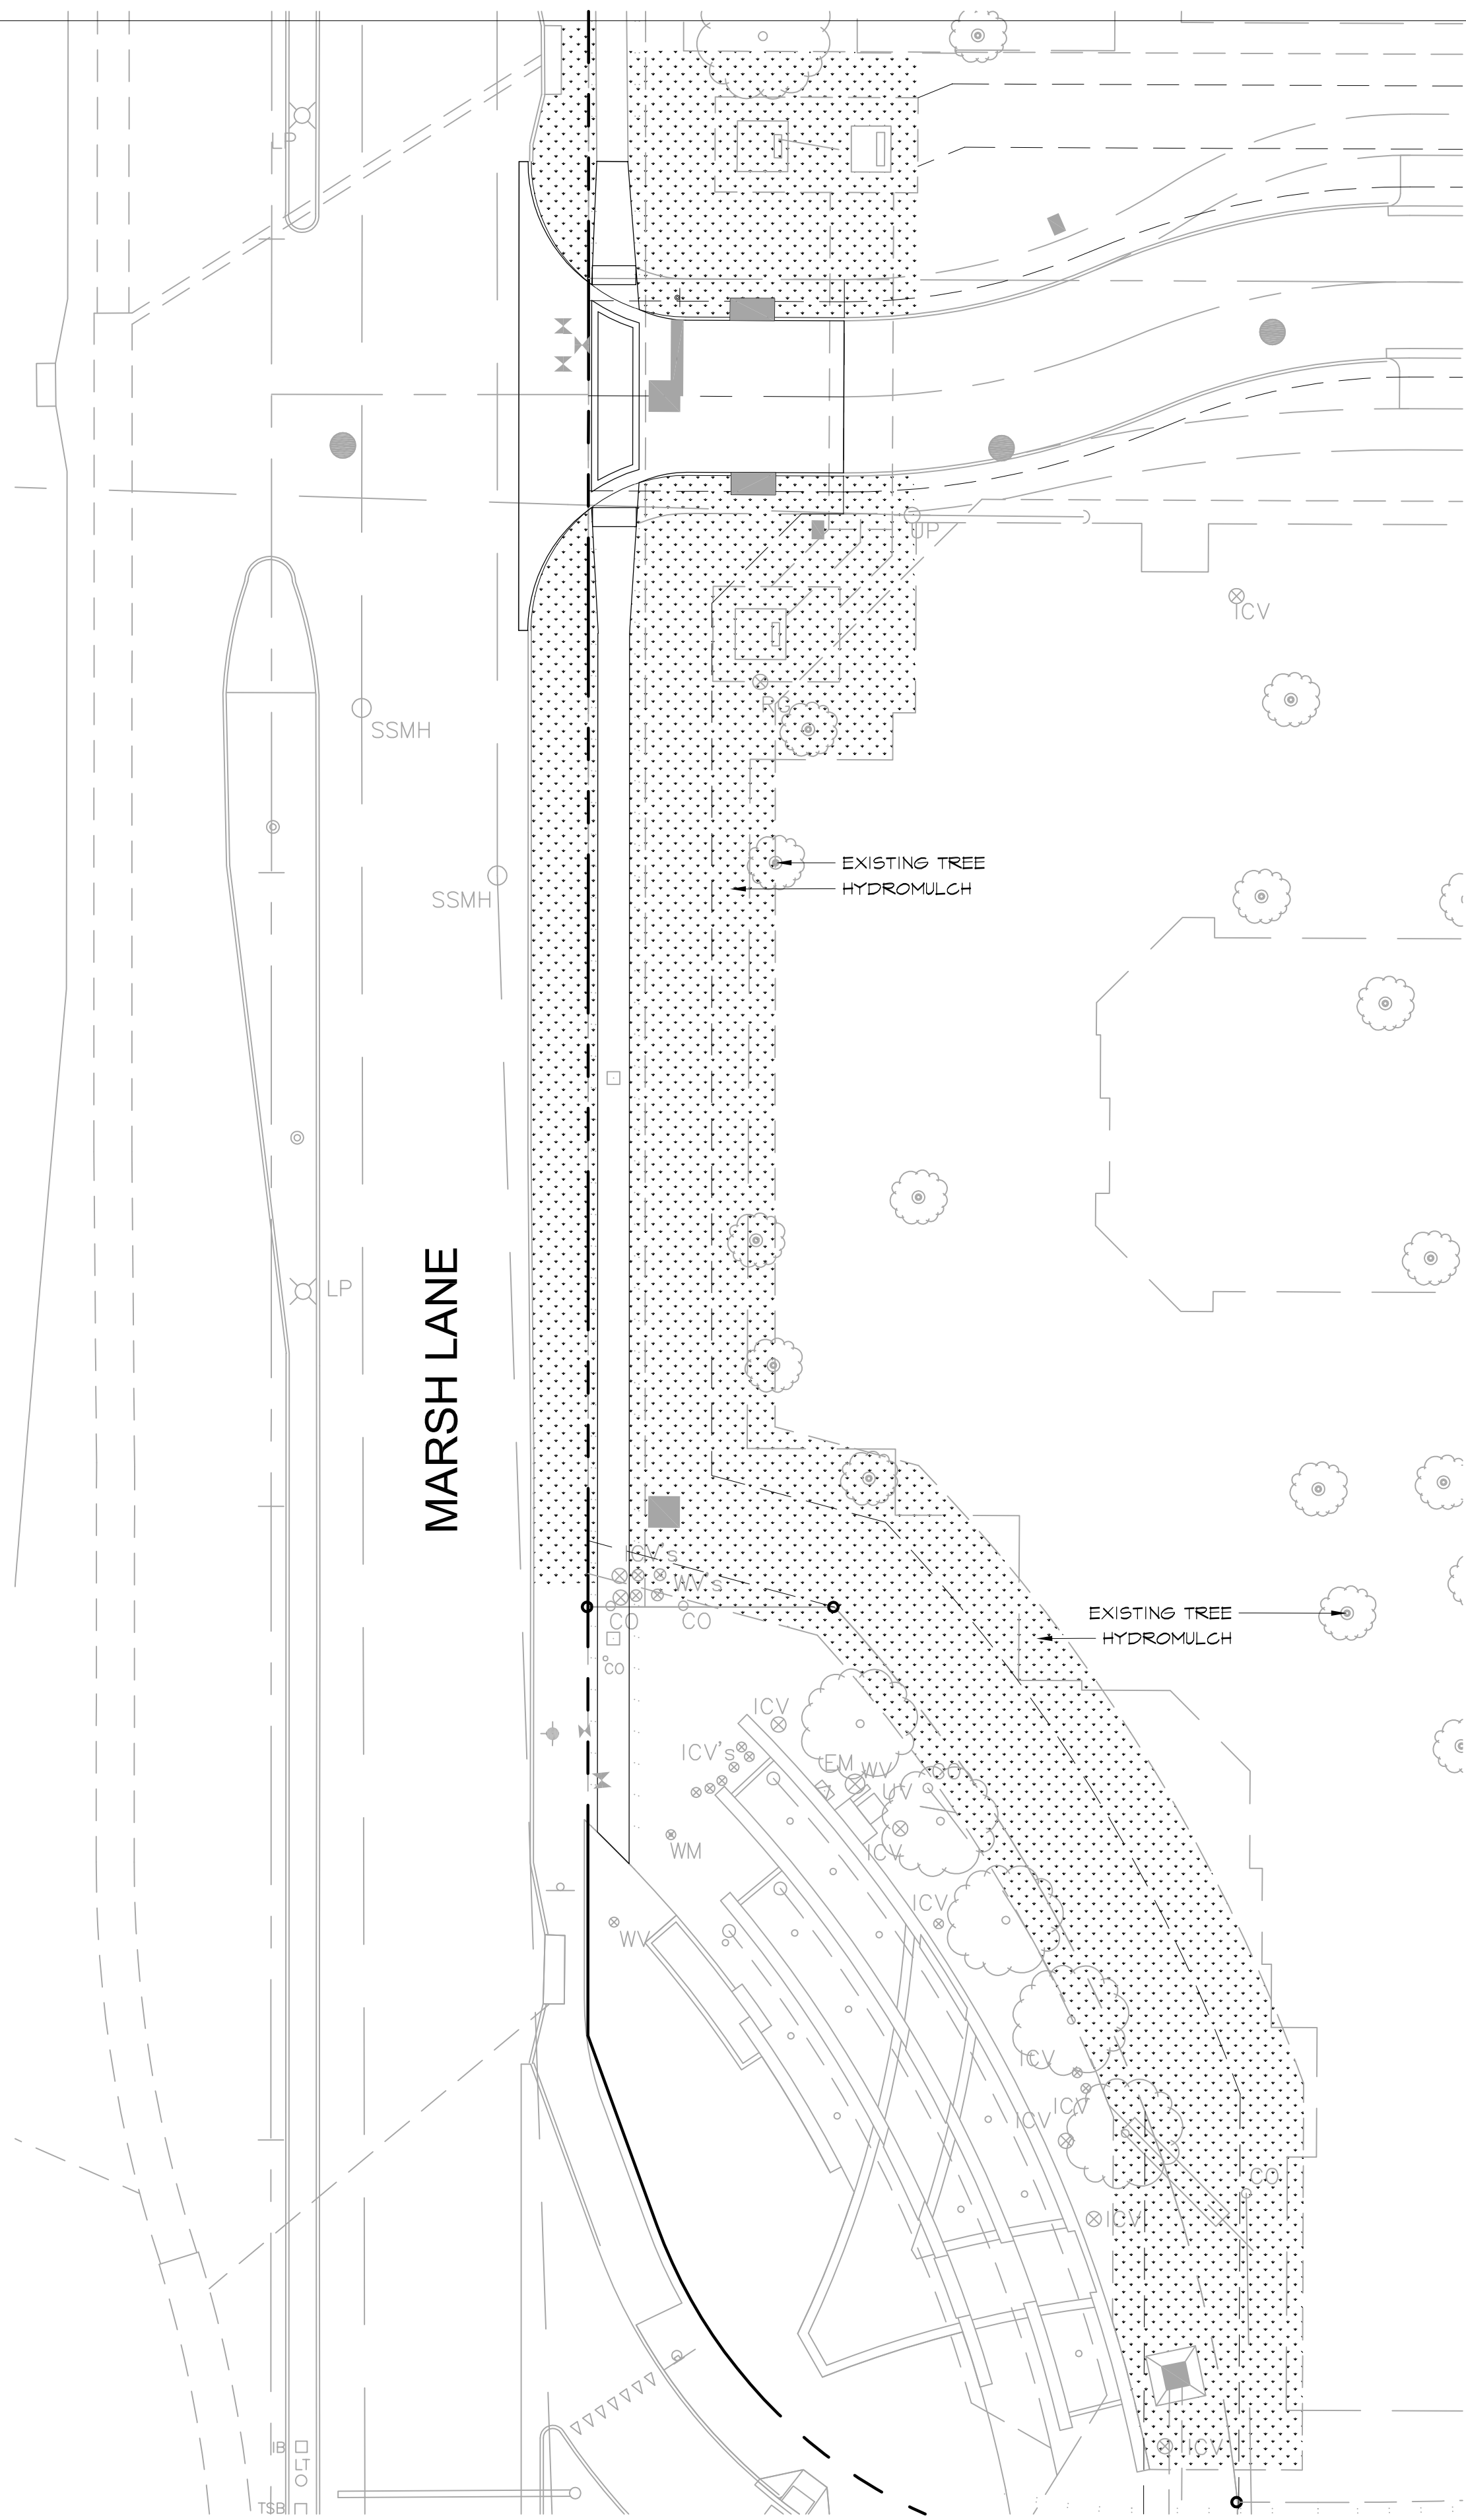 LP
UP
ICV
RG
SSMH
EXISTING TREE
HYDROMULCH
SSMH
MARSH LANE
LP
ICV's
WV's
CO
CO
EXISTING TREE
HYDROMULCH
CO
ICV
ICV's
EM
WV
CO
UV
WM
ICV
ICV
WV
ICV
ICV
ICV
CO
ICV
ICV
IB
LT
TSB